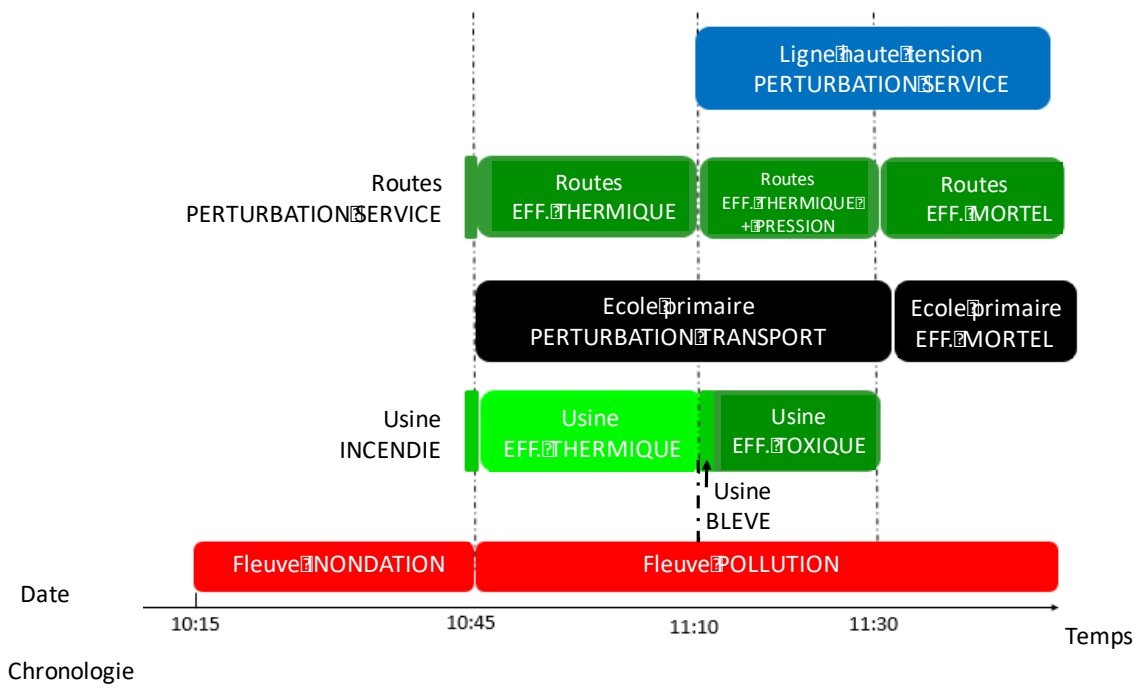 Ligne haute tension
PERTURBATION SERVICE
Routes
PERTURBATION SERVICE
Routes
EFF. THERMIQUE
Routes
EFF. THERMIQUE
+ PRESSION
Routes
EFF. MORTEL
Ecole primaire
PERTURBATION TRANSPORT
Ecole primaire
EFF. MORTEL
Usine
INCENDIE
Usine
EFF. THERMIQUE
Usine
EFF. TOXIQUE
Usine
BLEVE
Fleuve INONDATION
Fleuve POLLUTION
Date
10:15
10:45
11:10
11:30
Temps
Chronologie